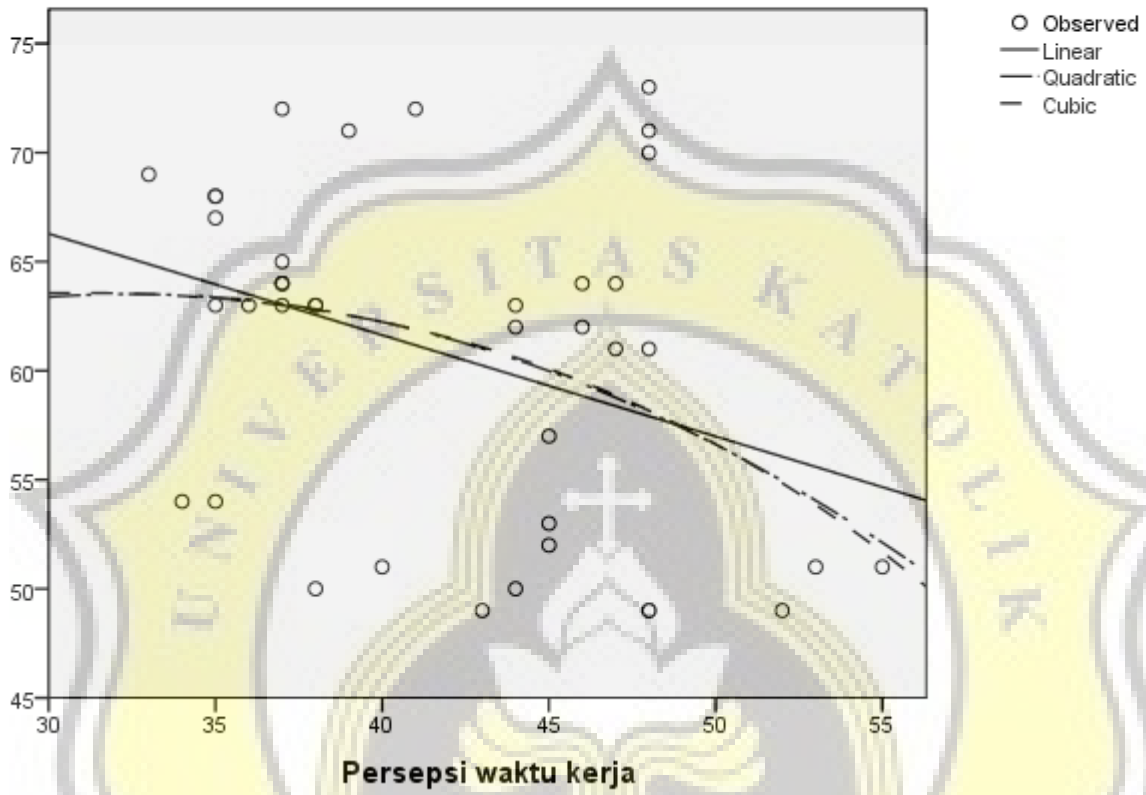 75
70
65
60
55
50
45
30 35 40 45 50 55
Persepsi waktu kerja
Observed
Linear
Quadratic
Cubic
UNIVERSITAS KATOLIK